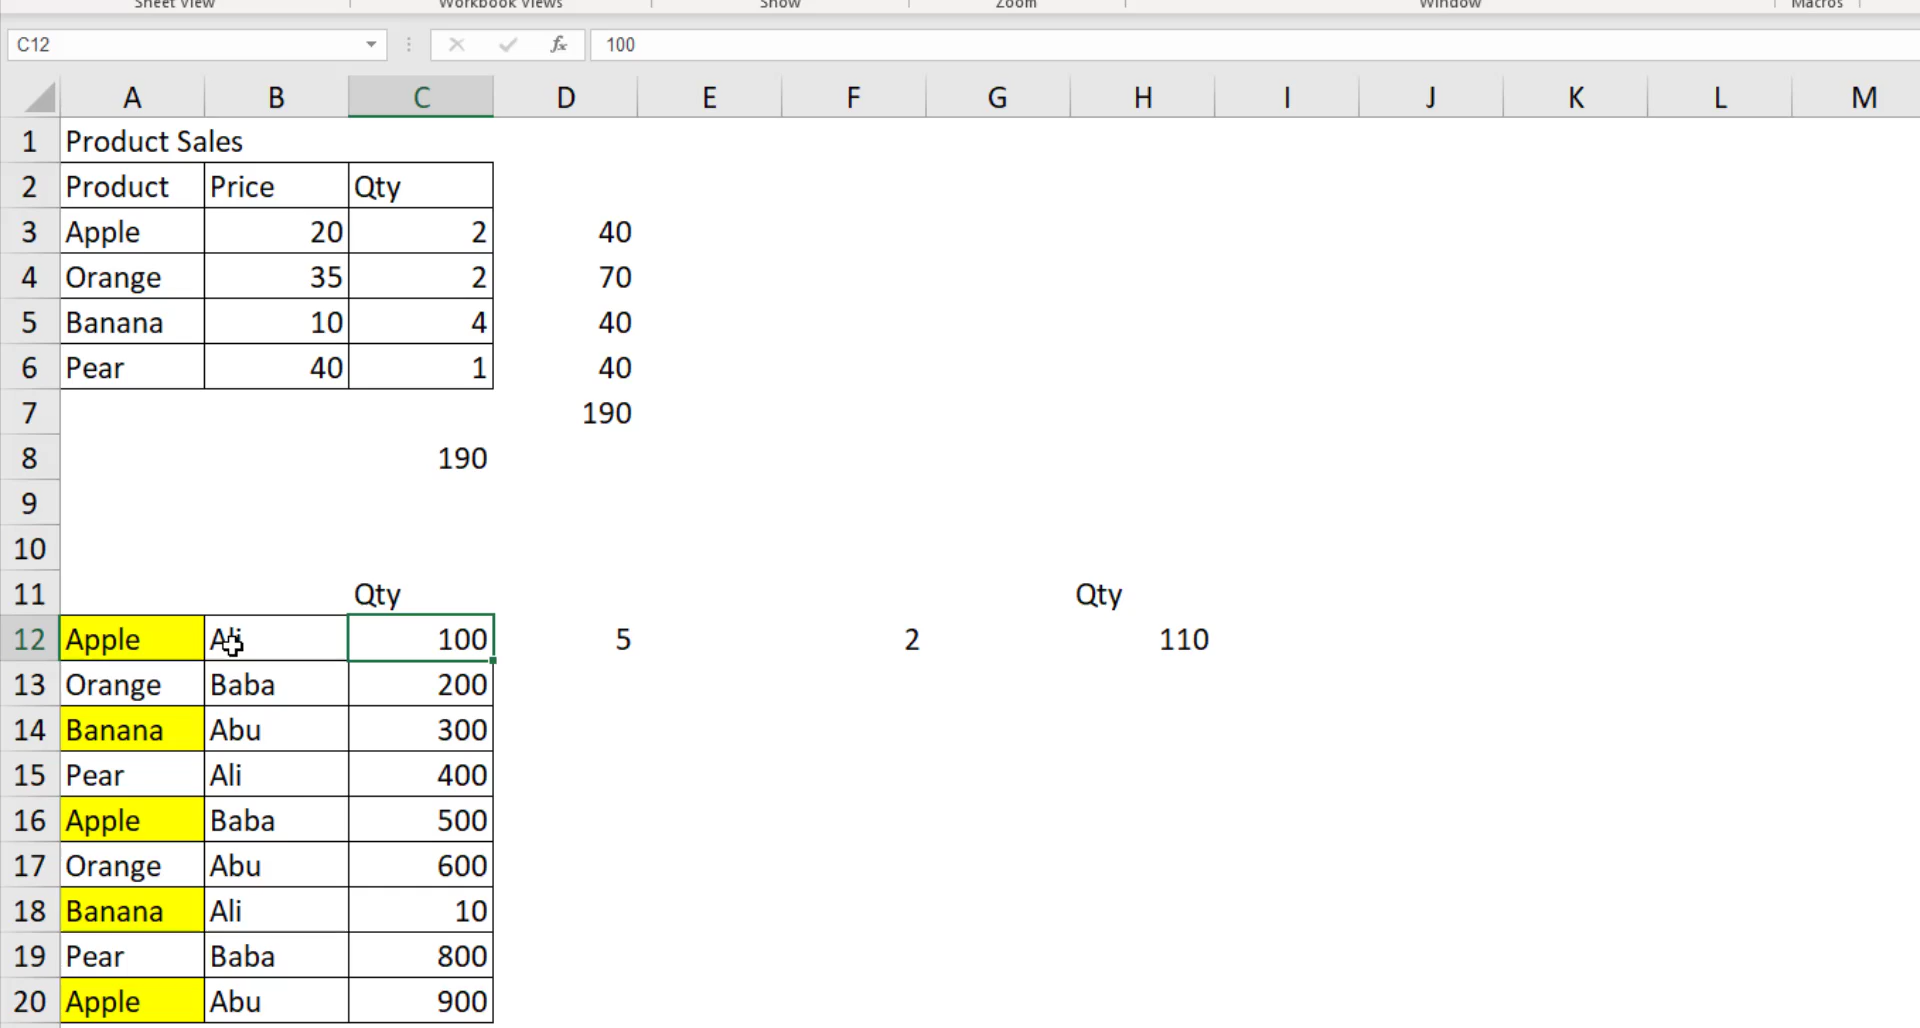 Sheet View Workbook Views Show Zoom Window Macros
C12 fx 100
A B C D E F G H I J K L M
1 Product Sales
2 Product Price Qty
3 Apple 20 2 40
4 Orange 35 2 70
5 Banana 10 4 40
6 Pear 40 1 40
7 190
8 190
9
10
11 Qty Qty
12 Apple Ali 100 5 2 110
13 Orange Baba 200
14 Banana Abu 300
15 Pear Ali 400
16 Apple Baba 500
17 Orange Abu 600
18 Banana Ali 10
19 Pear Baba 800
20 Apple Abu 900